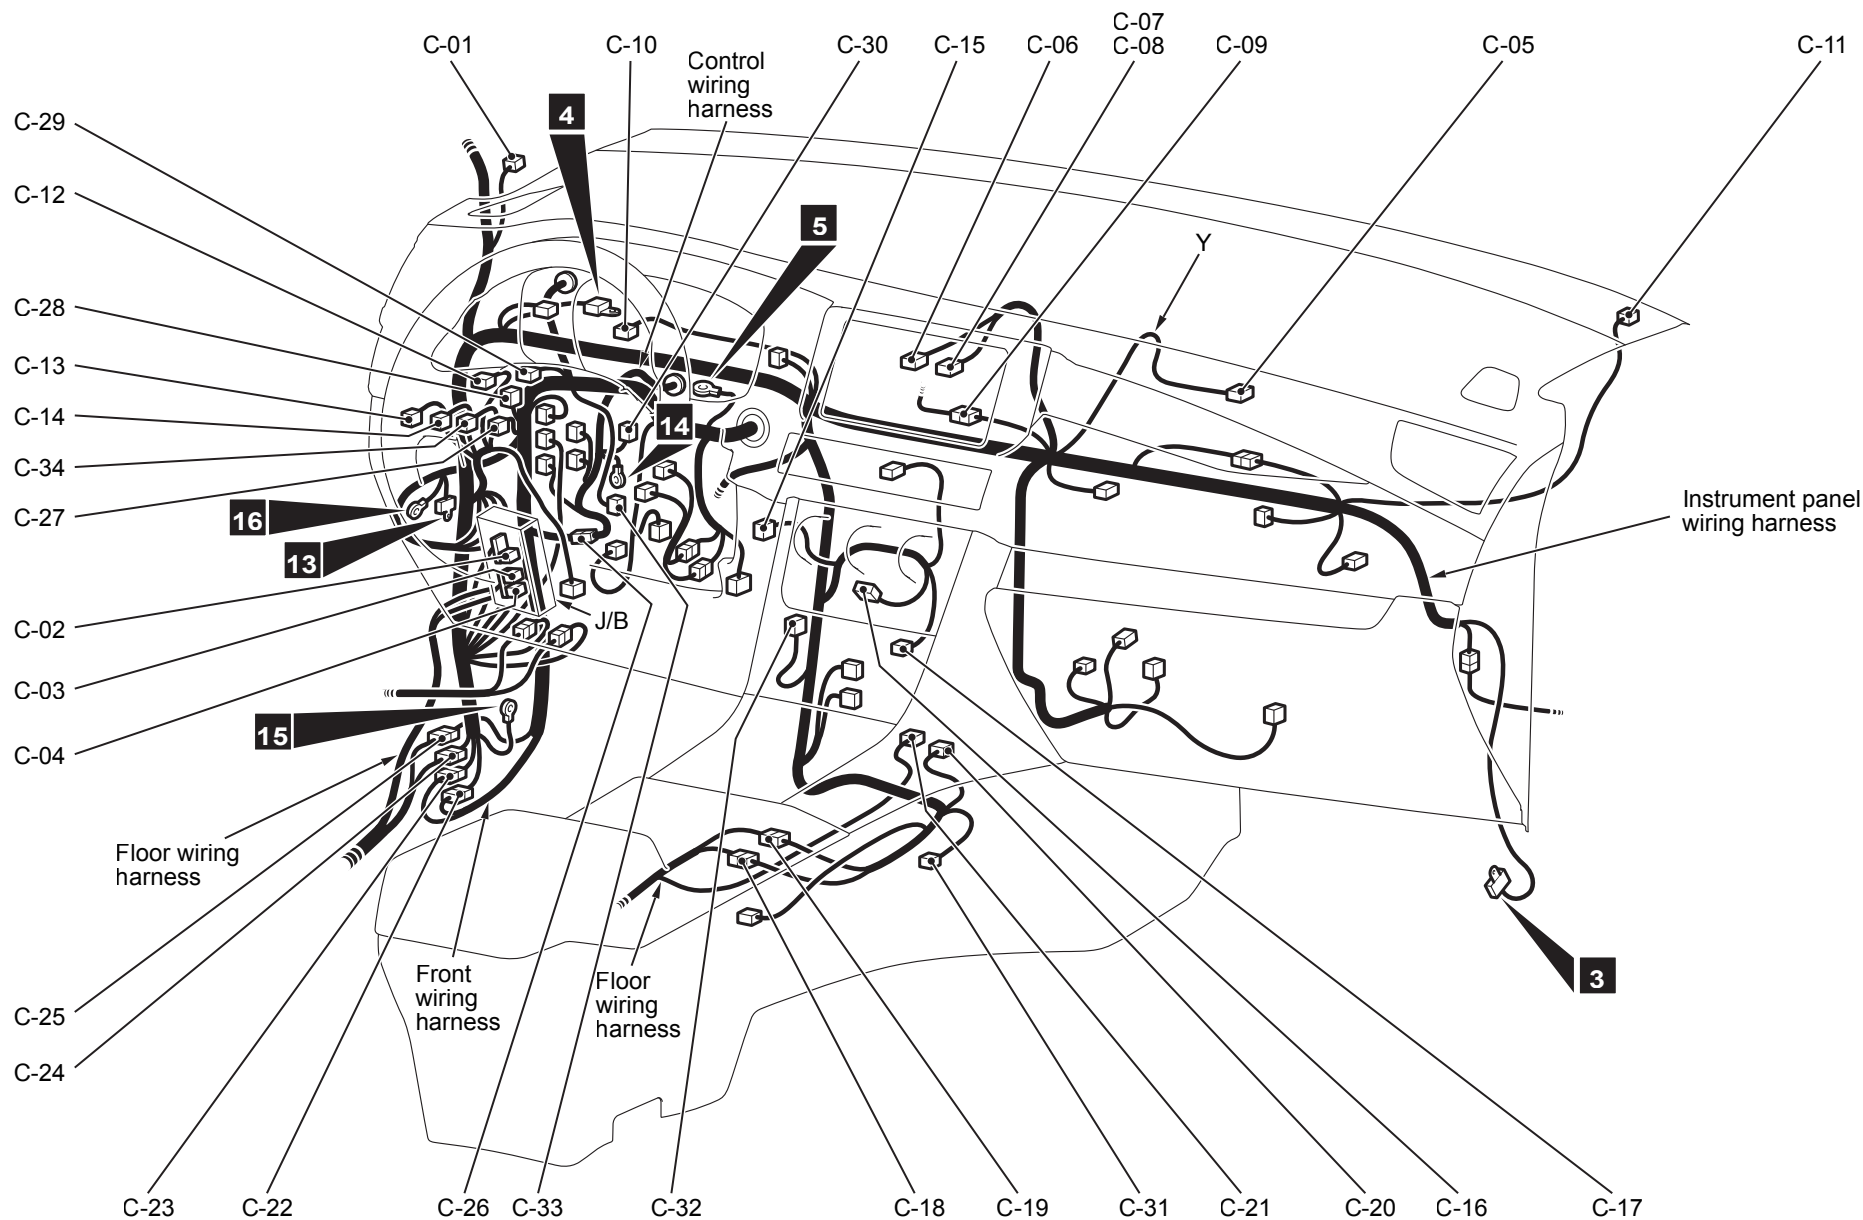 C-07
C-01
C-10
C-30
C-15
C-06
C-08
C-09
C-05
C-11
Control
wiring
harness
4
C-29
C-12
5
Y
C-28
C-13
C-14
14
C-34
Instrument panel
wiring harness
16
C-27
13
C-02
J/B
C-03
15
C-04
Floor wiring
harness
Front
wiring
harness
Floor
wiring
harness
3
C-25
C-24
C-23
C-22
C-26
C-33
C-32
C-18
C-19
C-31
C-21
C-20
C-16
C-17